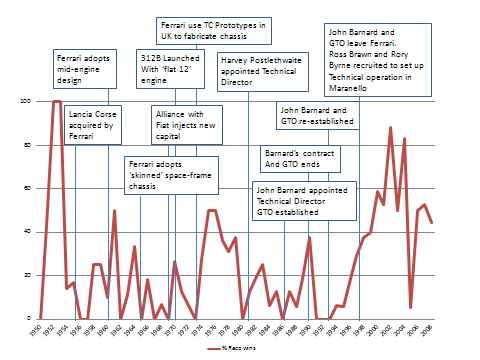 Ferrari use TC Prototypes in
UK to fabricate chassis
John Barnard and
GTO leave Ferrari.
Ross Brawn and Rory
Byrne recruited to set up
Technical operation in
Maranello
Ferrari adopts
mid-engine
design
312B Launched
With ‘flat 12’
engine
Harvey Postlethwaite
appointed Technical
Director
Lancia Corse
acquired by
Ferrari
Alliance with
Fiat injects new
capital
John Barnard and
GTO re-established
Ferrari adopts
‘skinned’ space-frame
chassis
Barnard’s contract
And GTO ends
John Barnard appointed
Technical Director
GTO established
100
80
60
40
20
0
1950 1952 1954 1956 1958 1960 1962 1964 1966 1968 1970 1972 1974 1976 1978 1980 1982 1984 1986 1988 1990 1992 1994 1996 1998 2000 2002 2004 2006 2008
% Race wins